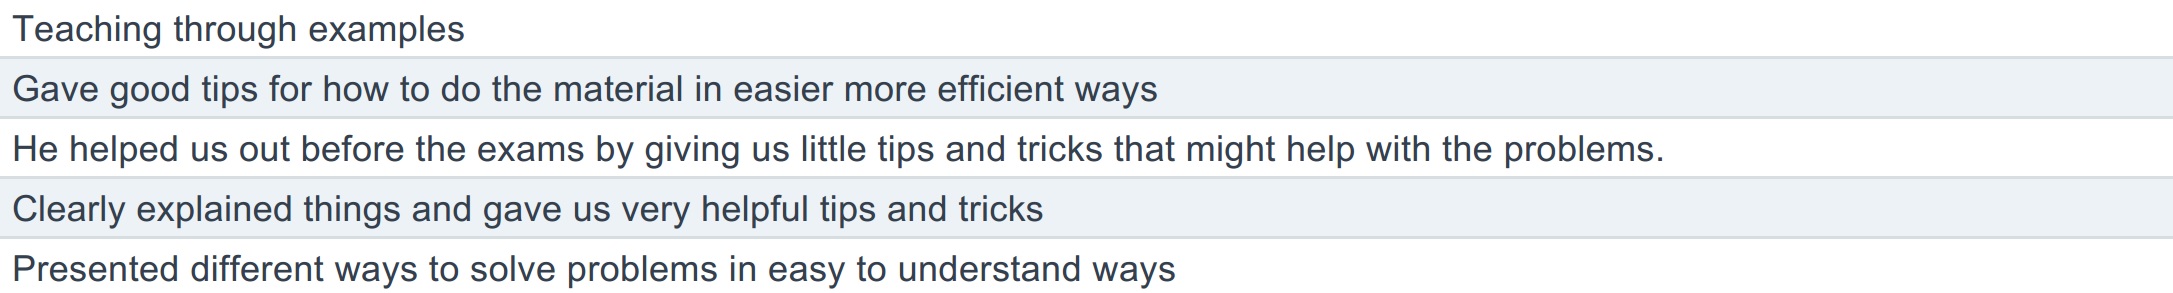 Teaching through examples
Gave good tips for how to do the material in easier more efficient ways
He helped us out before the exams by giving us little tips and tricks that might help with the problems.
Clearly explained things and gave us very helpful tips and tricks
Presented different ways to solve problems in easy to understand ways